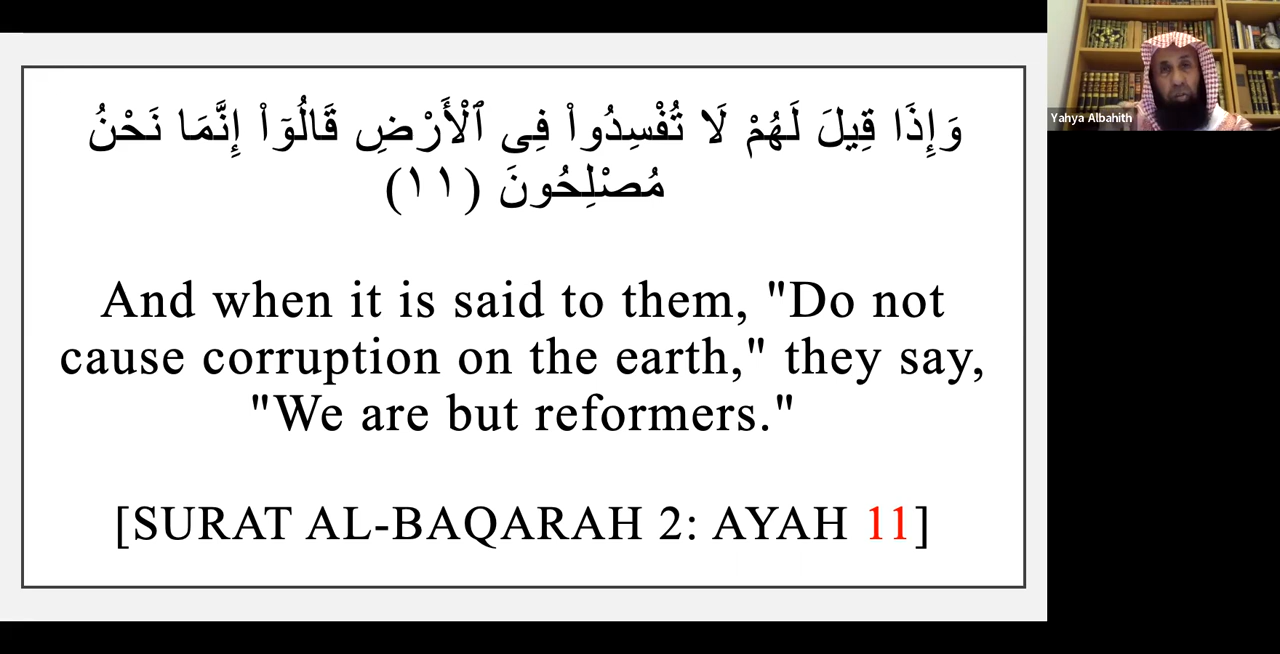 وَإِذَا قِيلَ لَهُمْ لَا تُفْسِدُوا۟ فِى ٱلْأَرْضِ قَالُوٓا۟ إِنَّمَا نَحْنُ
مُصْلِحُونَ (١١)
And when it is said to them, "Do not
cause corruption on the earth," they say,
"We are but reformers."
[SURAT AL-BAQARAH 2: AYAH 11]
Yahya Albahith